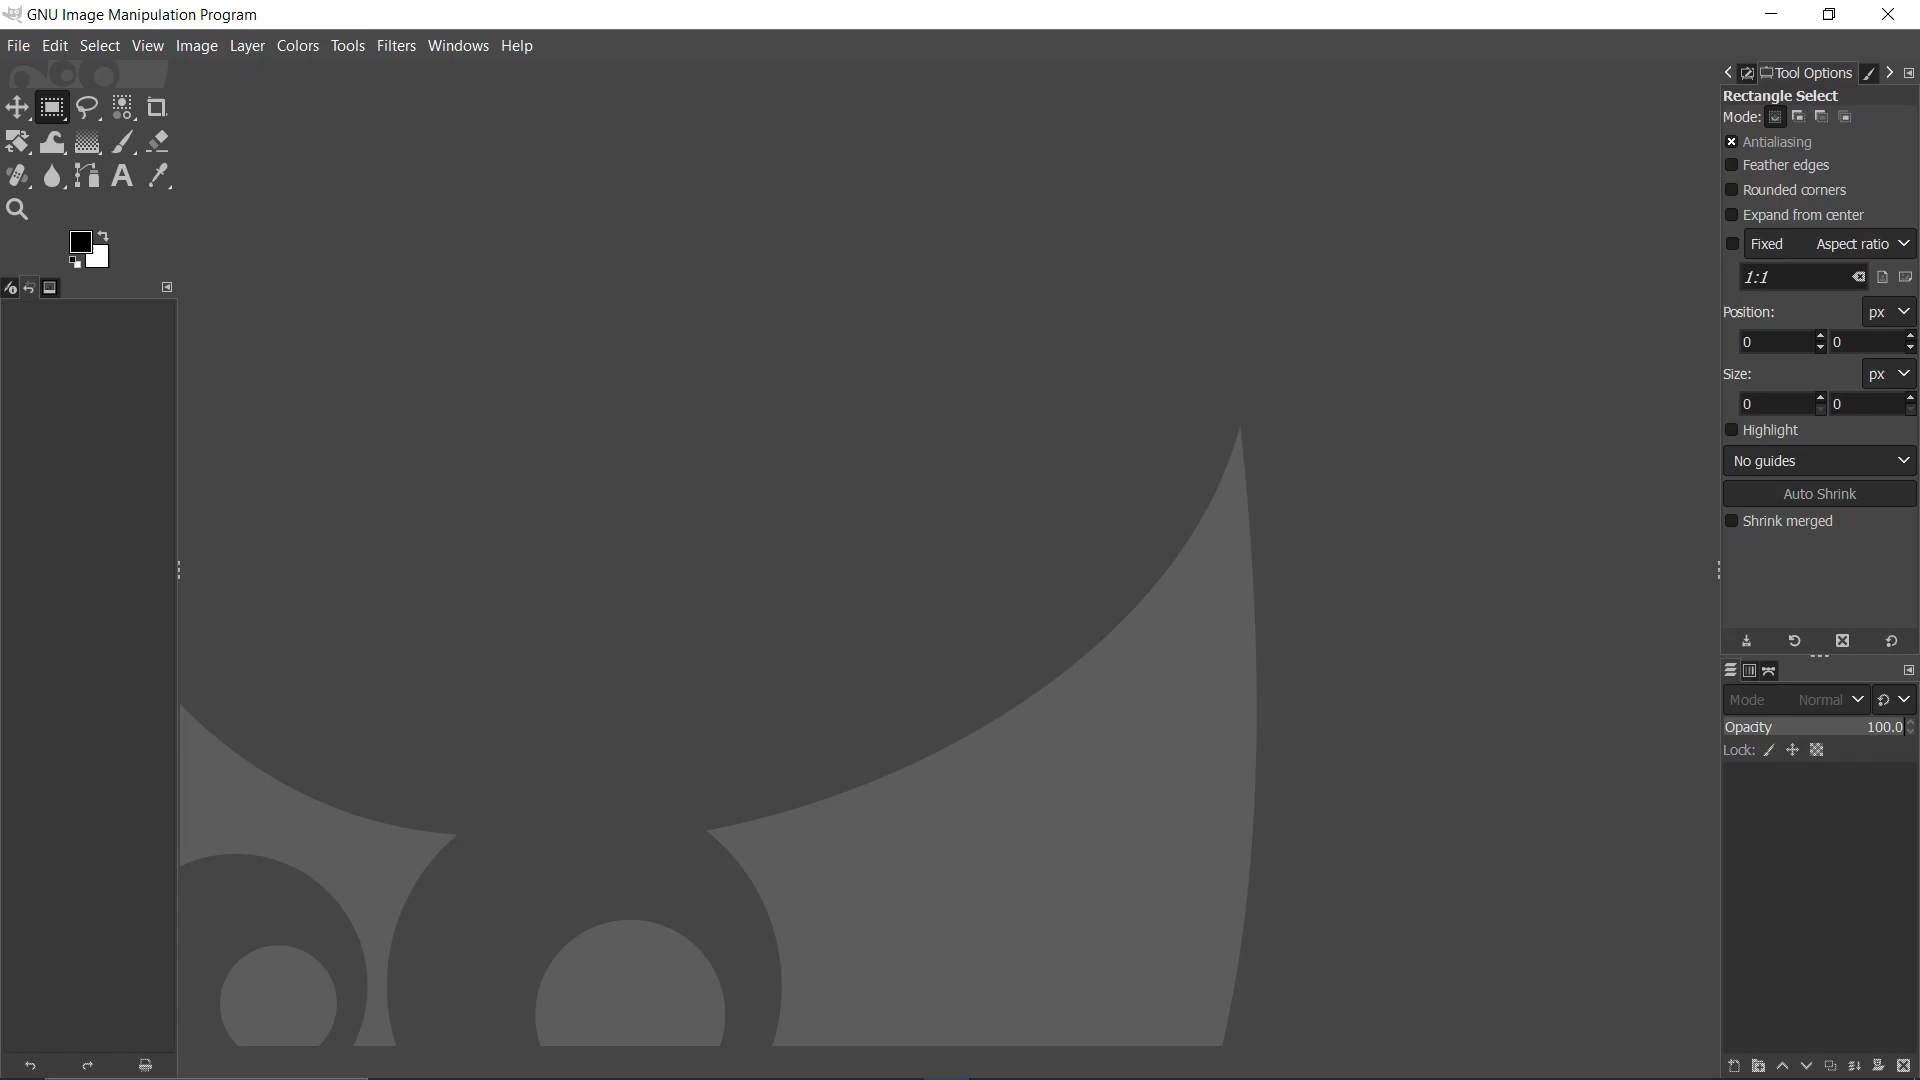 GNU Image Manipulation Program
File Edit Select View Image Layer Colors Tools Filters Windows Help
Tool Options
Rectangle Select
Mode:
Antialiasing
Feather edges
Rounded corners
Expand from center
Fixed Aspect ratio
1:1
Position: px
0 0
Size: px
0 0
Highlight
No guides
Auto Shrink
Shrink merged
Mode Normal
Opacity 100.0
Lock: